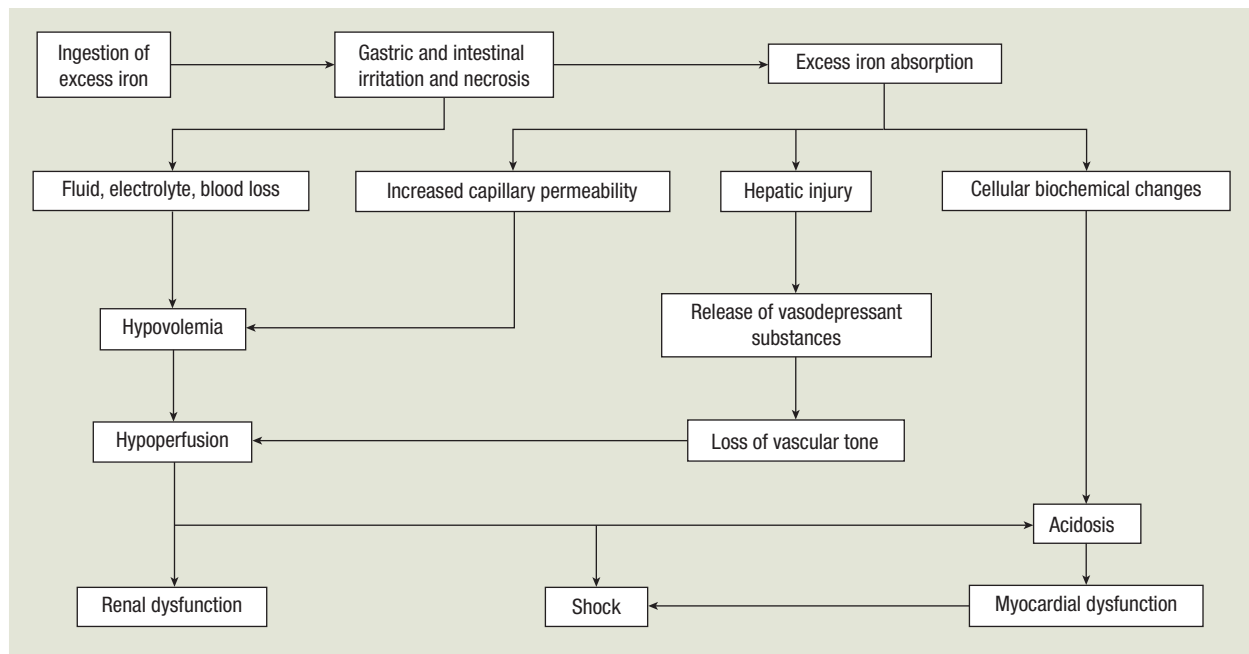 Ingestion of
excess iron
Gastric and intestinal
irritation and necrosis
Excess iron absorption
Fluid, electrolyte, blood loss
Increased capillary permeability
Hepatic injury
Cellular biochemical changes
Hypovolemia
Release of vasodepressant
substances
Hypoperfusion
Loss of vascular tone
Acidosis
Renal dysfunction
Shock
Myocardial dysfunction